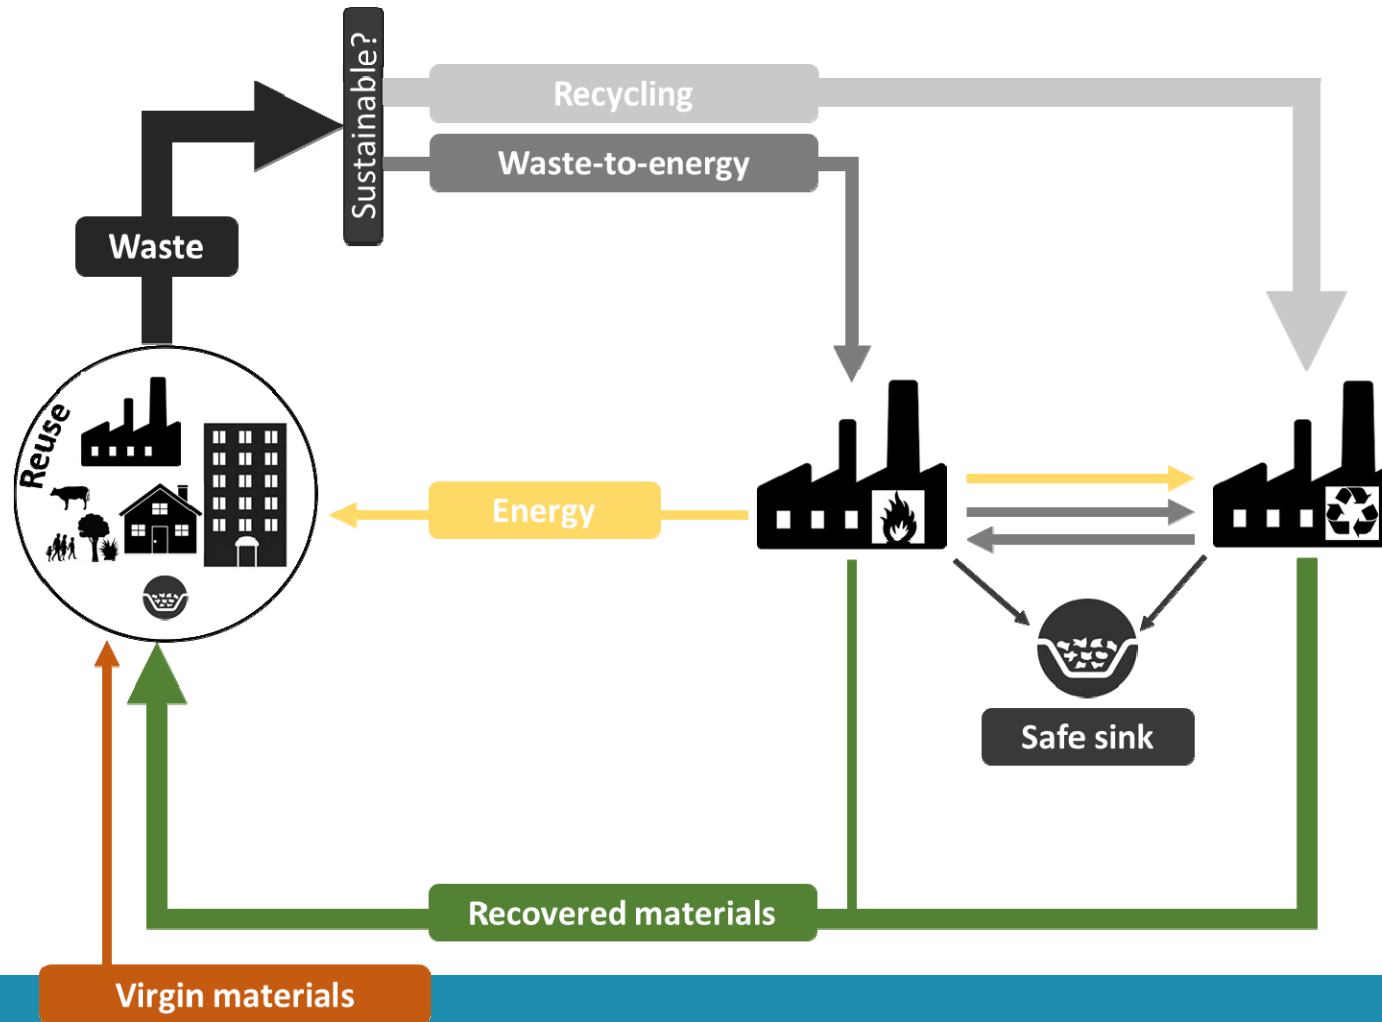 Sustainable?
Recycling
Waste-to-energy
Waste
Reuse
Energy
Safe sink
Recovered materials
Virgin materials